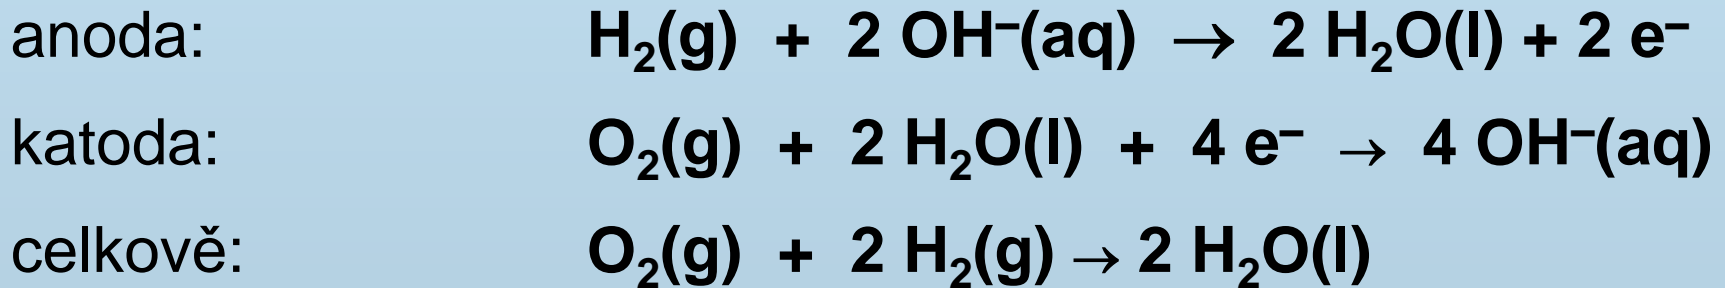 anoda: H₂(g) + 2 OH⁻(aq) → 2 H₂O(l) + 2 e⁻
katoda: O₂(g) + 2 H₂O(l) + 4 e⁻ → 4 OH⁻(aq)
celkově: O₂(g) + 2 H₂(g) → 2 H₂O(l)